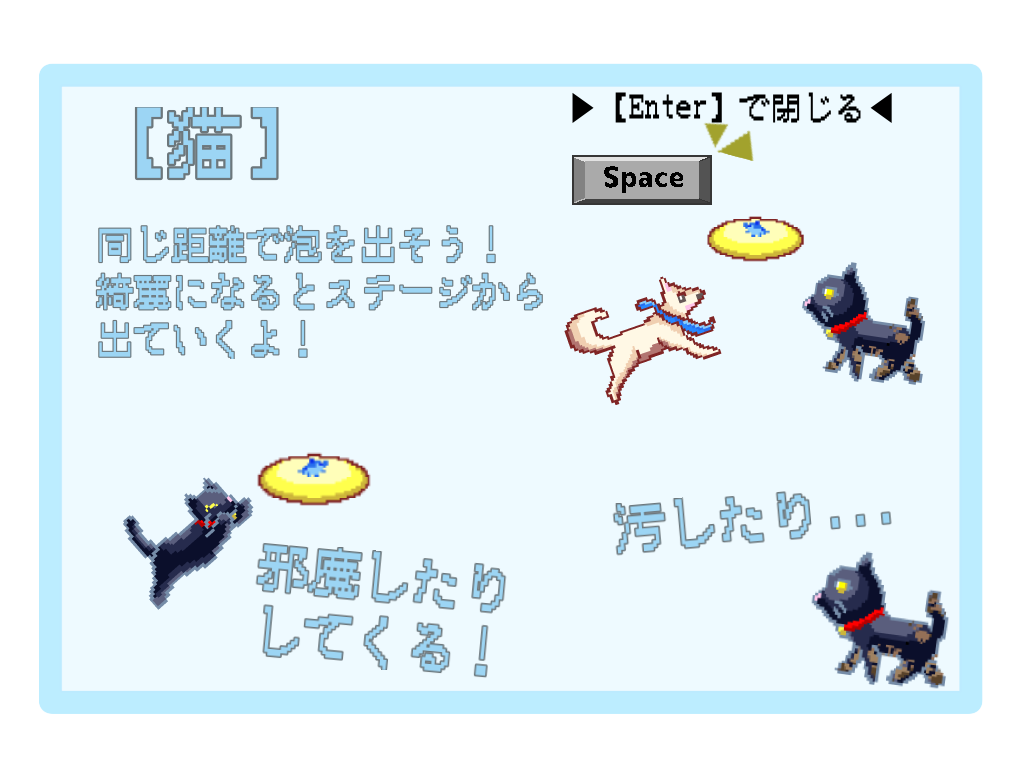 【猫】
▶【Enter】で閉じる◀
Space
同じ距離で泡を出そう！
綺麗になるとステージから
出ていくよ！
汚したり...
邪魔したり
してくる！